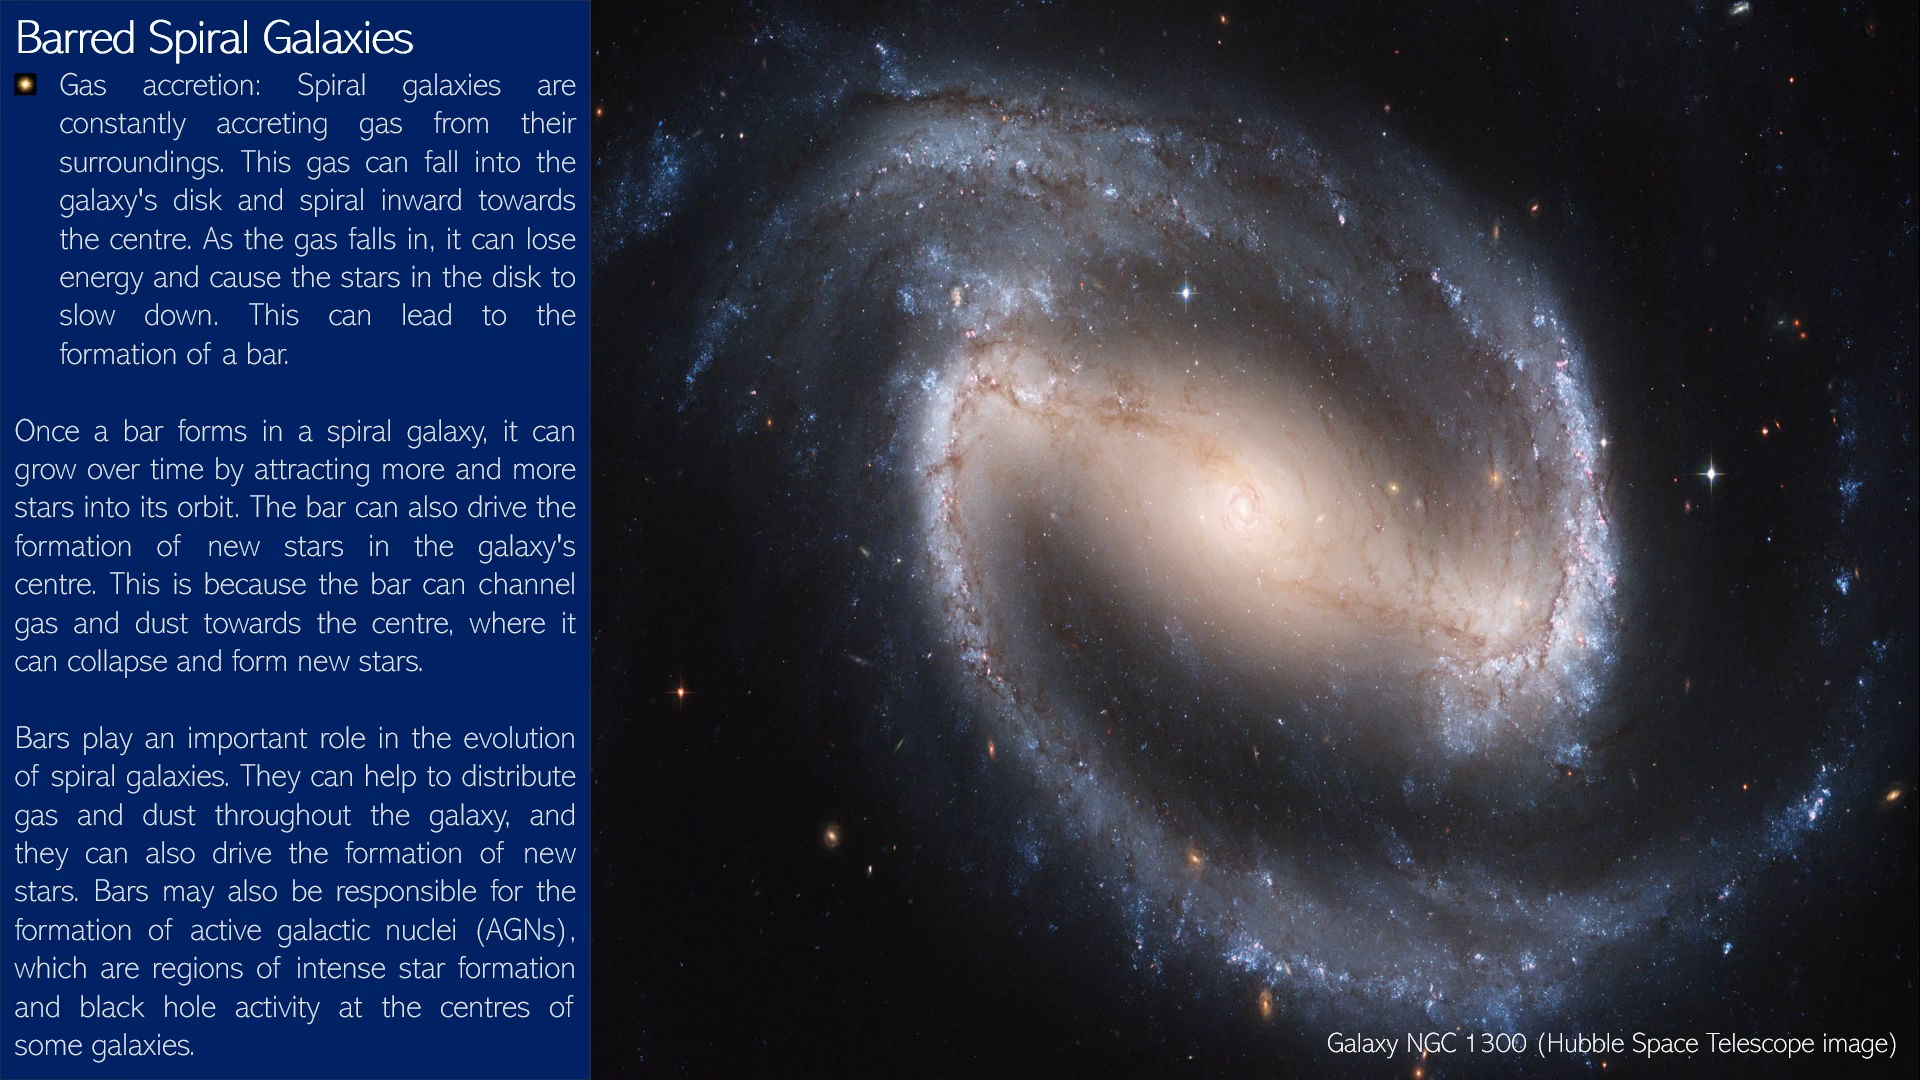 Barred Spiral Galaxies
Gas accretion: Spiral galaxies are
constantly accreting gas from their
surroundings. This gas can fall into the
galaxy's disk and spiral inward towards
the centre. As the gas falls in, it can lose
energy and cause the stars in the disk to
slow down. This can lead to the
formation of a bar.
Once a bar forms in a spiral galaxy, it can
grow over time by attracting more and more
stars into its orbit. The bar can also drive the
formation of new stars in the galaxy's
centre. This is because the bar can channel
gas and dust towards the centre, where it
can collapse and form new stars.
Bars play an important role in the evolution
of spiral galaxies. They can help to distribute
gas and dust throughout the galaxy, and
they can also drive the formation of new
stars. Bars may also be responsible for the
formation of active galactic nuclei (AGNs),
which are regions of intense star formation
and black hole activity at the centres of
some galaxies.
Galaxy NGC 1300 (Hubble Space Telescope image)